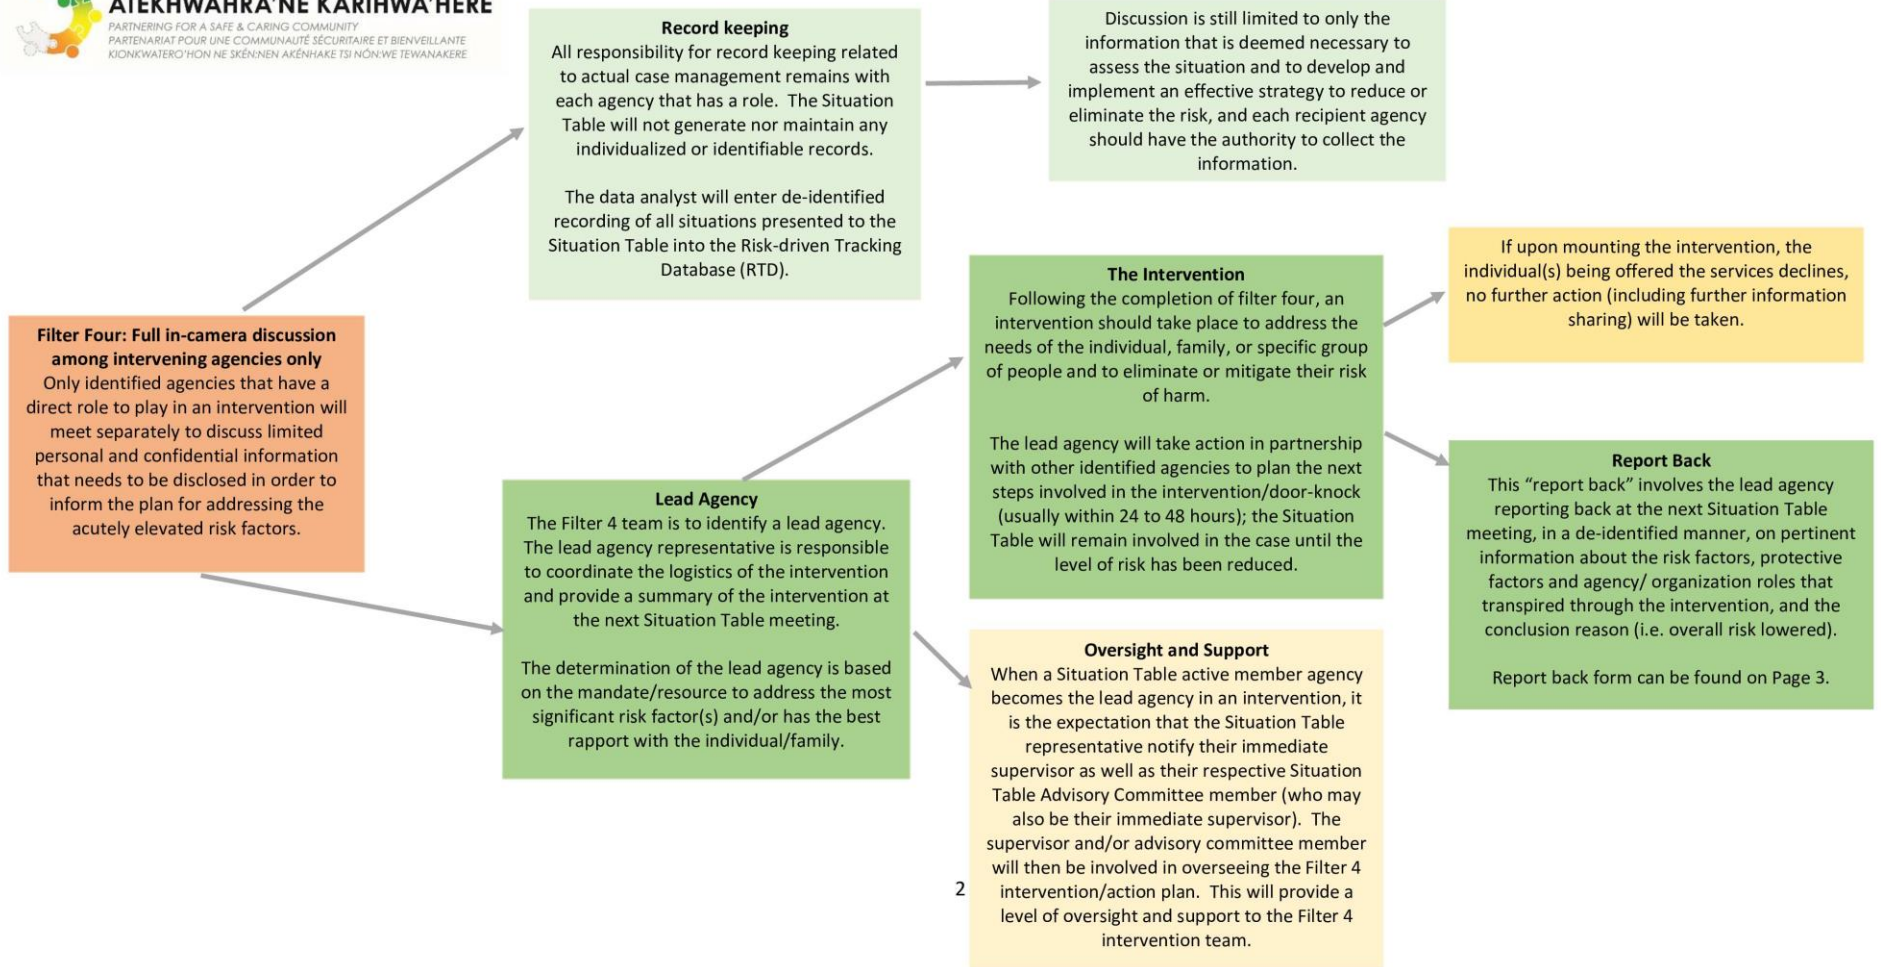 ATEKHWAHRA'NE KARIHWA'HERE
PARTNERING FOR A SAFE & CARING COMMUNITY
PARTENARIAT POUR UNE COMMUNAUTÉ SÉCURITAIRE ET BIENVEILLANTE
KIONKWATERO'HON NE SKÉN:NEN AKÉNHAKE TSI NÓN:WE TEWANAKERE
Record keeping
All responsibility for record keeping related
to actual case management remains with
each agency that has a role. The Situation
Table will not generate nor maintain any
individualized or identifiable records.
The data analyst will enter de-identified
recording of all situations presented to the
Situation Table into the Risk-driven Tracking
Database (RTD).
Discussion is still limited to only the
information that is deemed necessary to
assess the situation and to develop and
implement an effective strategy to reduce or
eliminate the risk, and each recipient agency
should have the authority to collect the
information.
Filter Four: Full in-camera discussion
among intervening agencies only
Only identified agencies that have a
direct role to play in an intervention will
meet separately to discuss limited
personal and confidential information
that needs to be disclosed in order to
inform the plan for addressing the
acutely elevated risk factors.
Lead Agency
The Filter 4 team is to identify a lead agency.
The lead agency representative is responsible
to coordinate the logistics of the intervention
and provide a summary of the intervention at
the next Situation Table meeting.
The determination of the lead agency is based
on the mandate/resource to address the most
significant risk factor(s) and/or has the best
rapport with the individual/family.
The Intervention
Following the completion of filter four, an
intervention should take place to address the
needs of the individual, family, or specific group
of people and to eliminate or mitigate their risk
of harm.
The lead agency will take action in partnership
with other identified agencies to plan the next
steps involved in the intervention/door-knock
(usually within 24 to 48 hours); the Situation
Table will remain involved in the case until the
level of risk has been reduced.
If upon mounting the intervention, the
individual(s) being offered the services declines,
no further action (including further information
sharing) will be taken.
Report Back
This “report back” involves the lead agency
reporting back at the next Situation Table
meeting, in a de-identified manner, on pertinent
information about the risk factors, protective
factors and agency/ organization roles that
transpired through the intervention, and the
conclusion reason (i.e. overall risk lowered).
Report back form can be found on Page 3.
Oversight and Support
When a Situation Table active member agency
becomes the lead agency in an intervention, it
is the expectation that the Situation Table
representative notify their immediate
supervisor as well as their respective Situation
Table Advisory Committee member (who may
also be their immediate supervisor). The
supervisor and/or advisory committee member
will then be involved in overseeing the Filter 4
intervention/action plan. This will provide a
level of oversight and support to the Filter 4
intervention team.
2